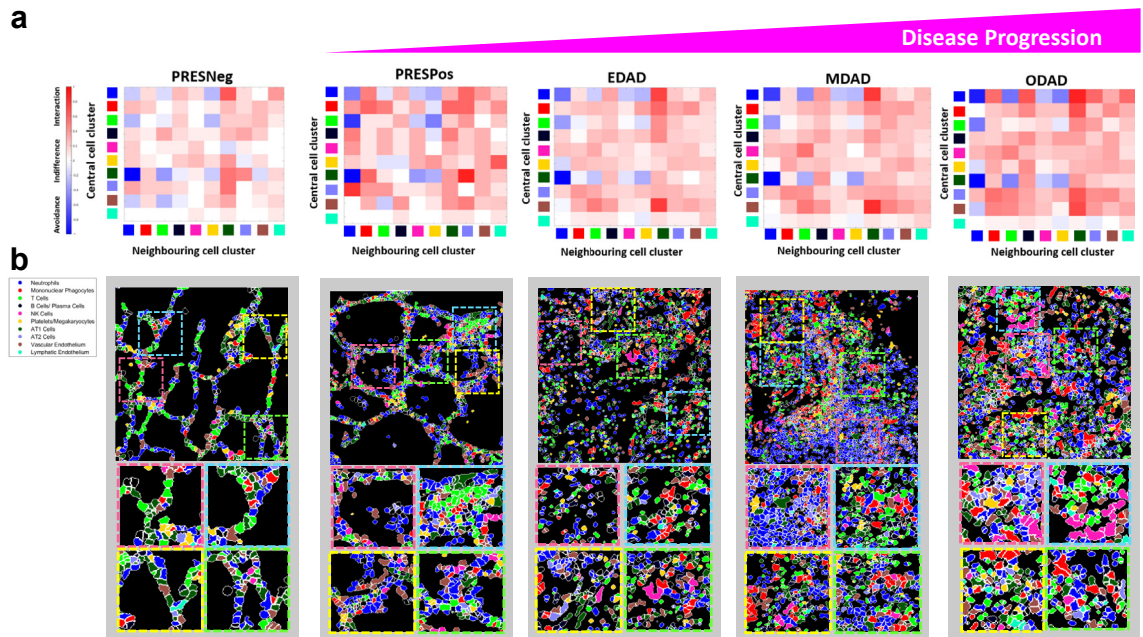 a
Disease Progression
PRESNeg
PRESPos
EDAD
MDAD
ODAD
Interaction
Indifference
Avoidance
Central cell cluster
Central cell cluster
Central cell cluster
Central cell cluster
Central cell cluster
Neighbouring cell cluster
Neighbouring cell cluster
Neighbouring cell cluster
Neighbouring cell cluster
Neighbouring cell cluster
b
Neutrophils
Mononuclear Phagocytes
T Cells
B Cells/ Plasma Cells
NK Cells
Platelets/Megakaryocytes
AT1 Cells
AT2 Cells
Vascular Endothelium
Lymphatic Endothelium